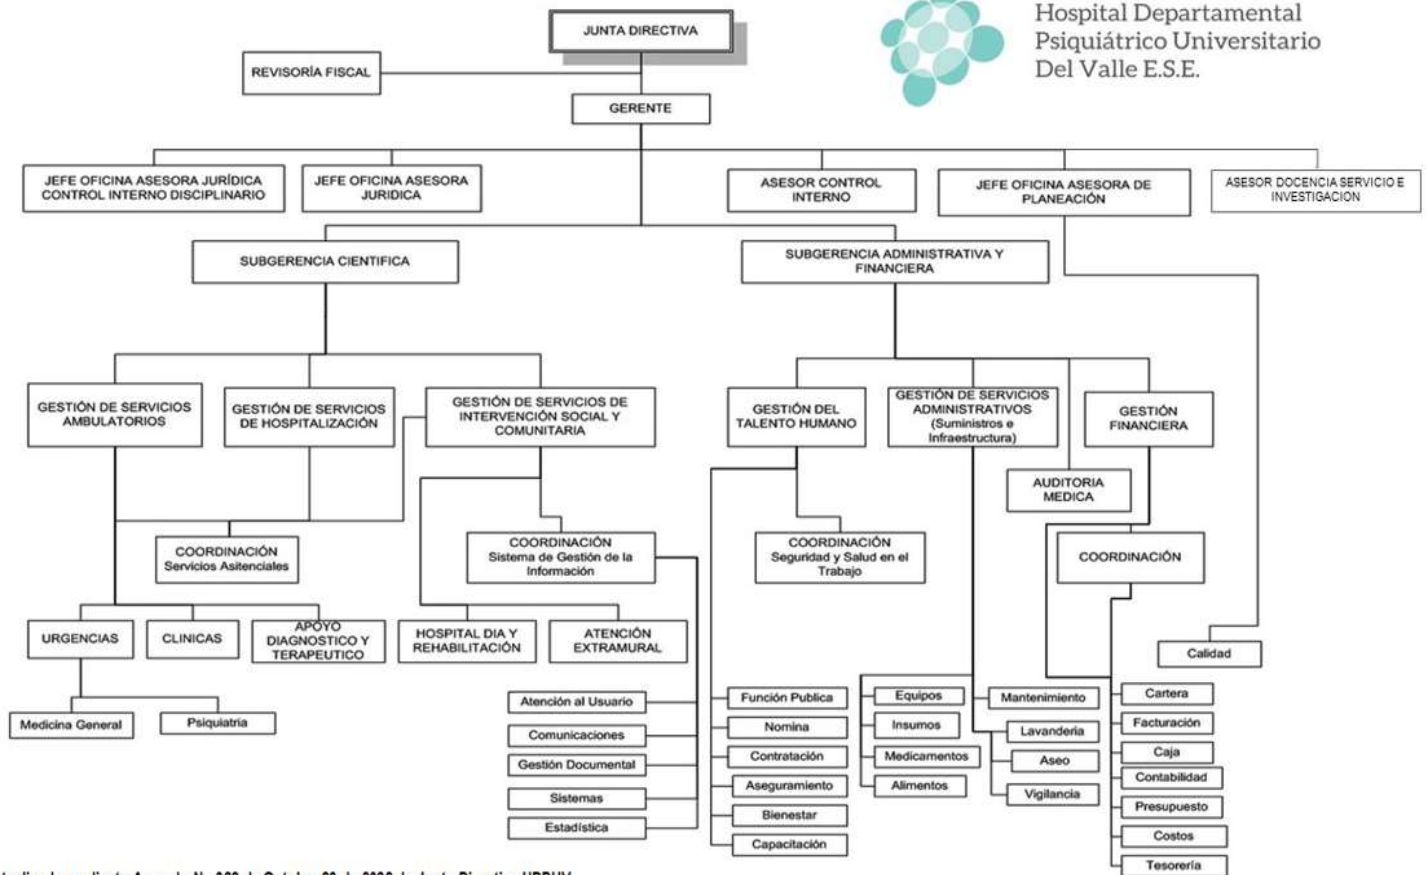 JUNTA DIRECTIVA
Hospital Departamental
Psiquiátrico Universitario
Del Valle E.S.E.
REVISORÍA FISCAL
GERENTE
JEFE OFICINA ASESORA JURÍDICA
CONTROL INTERNO DISCIPLINARIO
JEFE OFICINA ASESORA
JURIDICA
ASESOR CONTROL
INTERNO
JEFE OFICINA ASESORA DE
PLANEACIÓN
ASESOR DOCENCIA SERVICIO E
INVESTIGACION
SUBGERENCIA CIENTIFICA
SUBGERENCIA ADMINISTRATIVA Y
FINANCIERA
GESTIÓN DE SERVICIOS
AMBULATORIOS
GESTIÓN DE SERVICIOS
DE HOSPITALIZACIÓN
GESTIÓN DE SERVICIOS DE
INTERVENCIÓN SOCIAL Y
COMUNITARIA
GESTIÓN DEL
TALENTO HUMANO
GESTIÓN DE SERVICIOS
ADMINISTRATIVOS
(Suministros e
Infraestructura)
GESTIÓN
FINANCIERA
AUDITORIA
MEDICA
COORDINACIÓN
Servicios Asitenciales
COORDINACIÓN
Sistema de Gestión de la
Información
COORDINACIÓN
Seguridad y Salud en el
Trabajo
COORDINACIÓN
URGENCIAS
CLINICAS
APOYO
DIAGNOSTICO Y
TERAPEUTICO
HOSPITAL DIA Y
REHABILITACIÓN
ATENCIÓN
EXTRAMURAL
Calidad
Medicina General
Psiquiatria
Atención al Usuario
Comunicaciones
Gestión Documental
Sistemas
Estadística
Función Publica
Nomina
Contratación
Aseguramiento
Bienestar
Capacitación
Equipos
Insumos
Medicamentos
Alimentos
Mantenimiento
Lavanderia
Aseo
Vigilancia
Cartera
Facturación
Caja
Contabilidad
Presupuesto
Costos
Tesorería